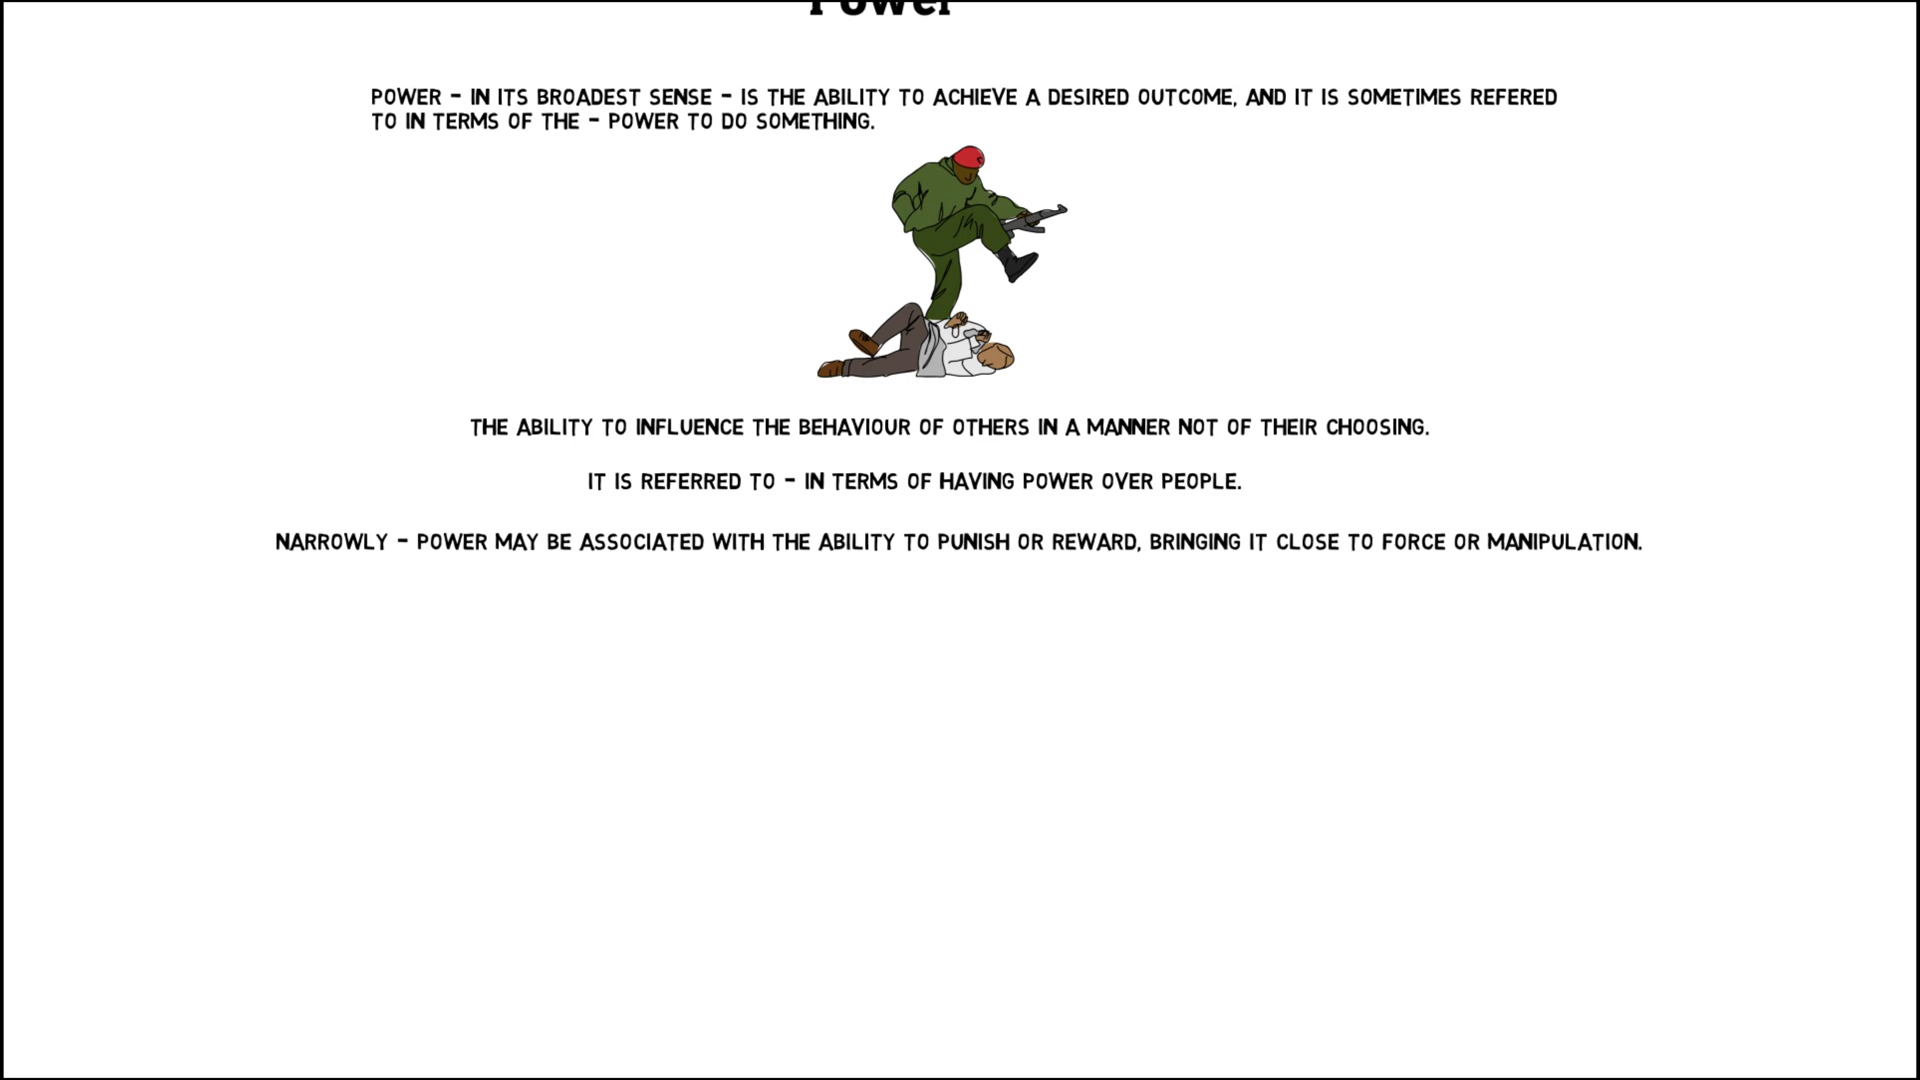 Power
POWER - IN ITS BROADEST SENSE - IS THE ABILITY TO ACHIEVE A DESIRED OUTCOME, AND IT IS SOMETIMES REFERED
TO IN TERMS OF THE - POWER TO DO SOMETHING.
THE ABILITY TO INFLUENCE THE BEHAVIOUR OF OTHERS IN A MANNER NOT OF THEIR CHOOSING.
IT IS REFERRED TO - IN TERMS OF HAVING POWER OVER PEOPLE.
NARROWLY - POWER MAY BE ASSOCIATED WITH THE ABILITY TO PUNISH OR REWARD, BRINGING IT CLOSE TO FORCE OR MANIPULATION.